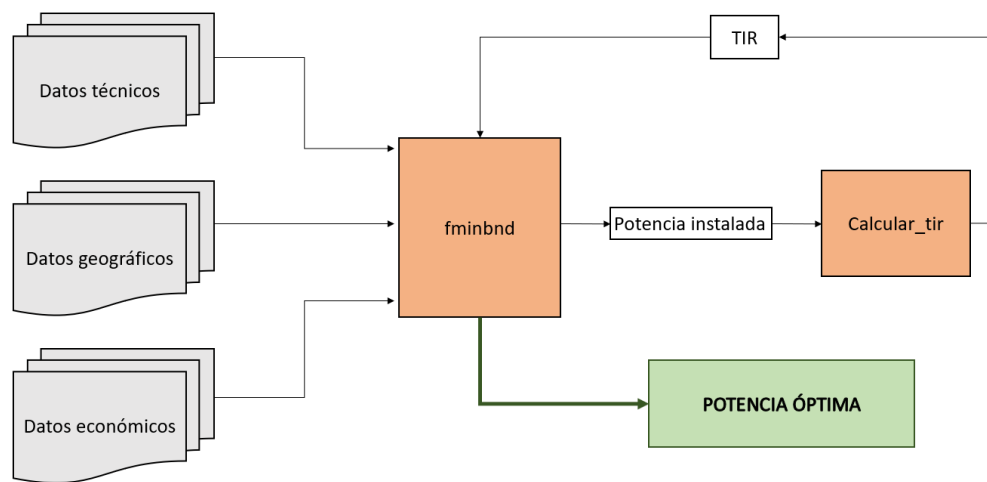 TIR
Datos técnicos
fminbnd
Potencia instalada
Calcular_tir
Datos geográficos
Datos económicos
POTENCIA ÓPTIMA